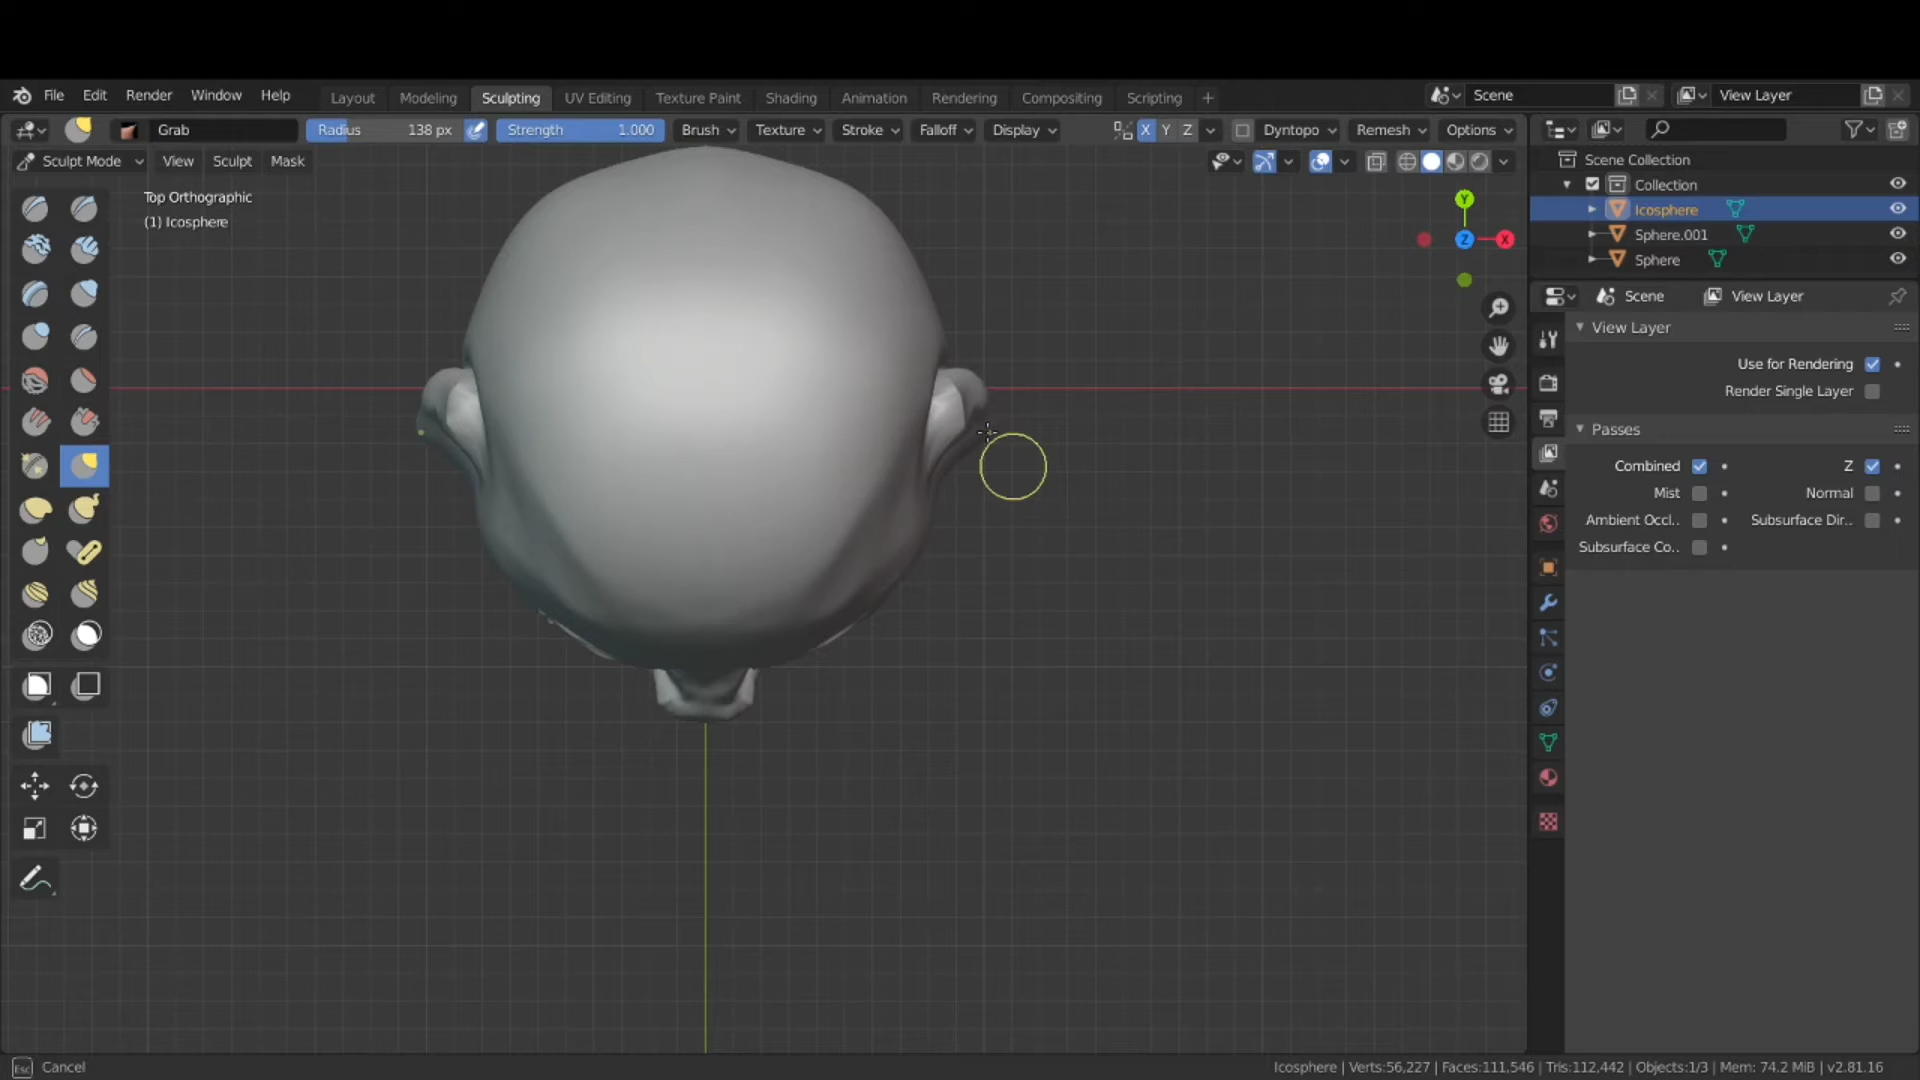 File Edit Render Window Help Layout Modeling Sculpting UV Editing Texture Paint Shading Animation Rendering Compositing Scripting + Scene View Layer
Grab Radius 138 px Strength 1.000 Brush Texture Stroke Falloff Display X Y Z Dyntopo Remesh Options
Sculpt Mode View Sculpt Mask
Top Orthographic
(1) Icosphere
Y
Z
X
Scene Collection
Collection
Icosphere
Sphere.001
Sphere
Scene View Layer
View Layer
Use for Rendering
Render Single Layer
Passes
Combined Z
Mist Normal
Ambient Occl.. Subsurface Dir..
Subsurface Co..
Esc Cancel
Icosphere | Verts:56,227 | Faces:111,546 | Tris:112,442 | Objects:1/3 | Mem: 74.2 MiB | v2.81.16